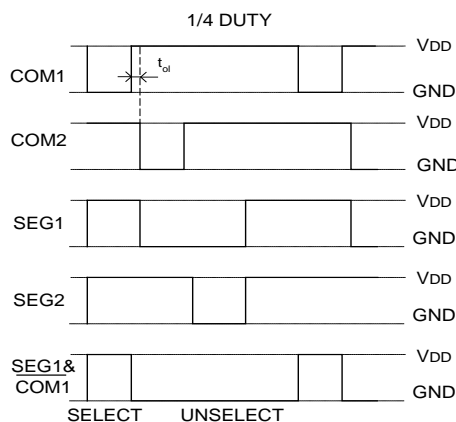 1/4 DUTY
VDD
COM1
tol
GND
VDD
COM2
GND
VDD
SEG1
GND
VDD
SEG2
GND
VDD
SEG1&
COM1
GND
SELECT UNSELECT